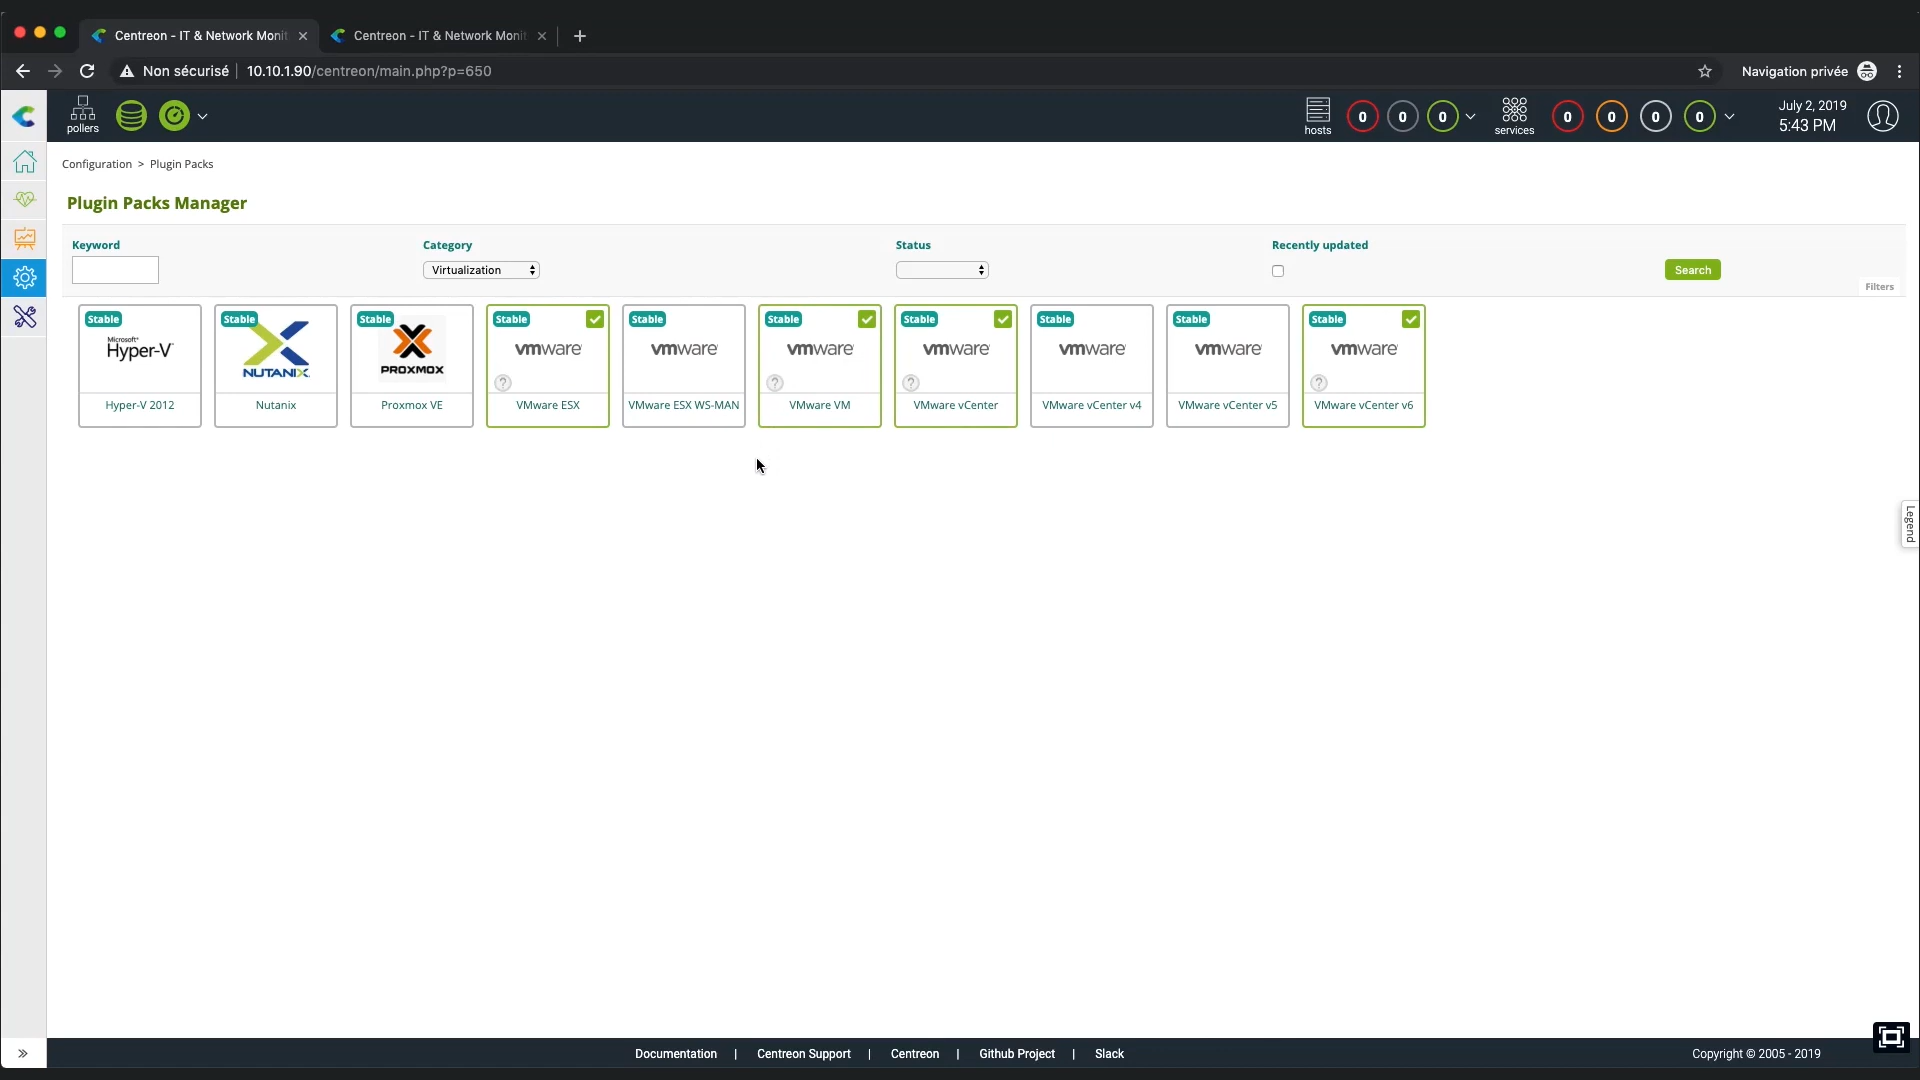 Centreon - IT & Network Monit
Centreon - IT & Network Monit
Non sécurisé
10.10.1.90/centreon/main.php?p=650
Navigation privée
pollers
hosts
0
0
0
services
0
0
0
0
July 2, 2019
5:43 PM
Configuration > Plugin Packs
Plugin Packs Manager
Keyword
Category
Status
Recently updated
Virtualization
Search
Filters
Stable
Microsoft
Hyper-V
Hyper-V 2012
Stable
NUTANIX
Nutanix
Stable
PROXMOX
Proxmox VE
Stable
vmware
?
VMware ESX
Stable
vmware
VMware ESX WS-MAN
Stable
vmware
?
VMware VM
Stable
vmware
?
VMware vCenter
Stable
vmware
VMware vCenter v4
Stable
vmware
VMware vCenter v5
Stable
vmware
?
VMware vCenter v6
Legend
Documentation | Centreon Support | Centreon | Github Project | Slack
Copyright © 2005 - 2019